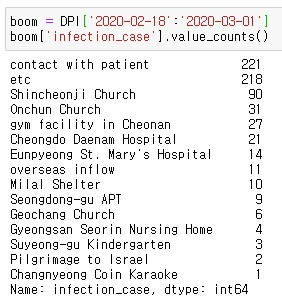 boom = DPI['2020-02-18':'2020-03-01']
boom['infection_case'].value_counts()
contact with patient 221
etc 218
Shincheonji Church 90
Onchun Church 31
gym facility in Cheonan 27
Cheongdo Daenam Hospital 21
Eunpyeong St. Mary's Hospital 14
overseas inflow 11
Milal Shelter 10
Seongdong-gu APT 9
Geochang Church 6
Gyeongsan Seorin Nursing Home 4
Suyeong-gu Kindergarten 3
Pilgrimage to Israel 2
Changnyeong Coin Karaoke 1
Name: infection_case, dtype: int64